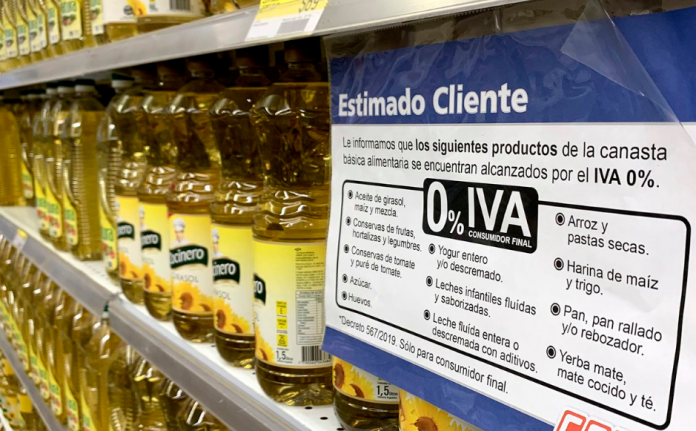 Estimado Cliente
Le informamos que los siguientes productos de la canasta
básica alimentaria se encuentran alcanzados por el IVA 0%.
0% IVA
CONSUMIDOR FINAL
Aceite de girasol,
maíz y mezcla.
Conservas de frutas,
hortalizas y legumbres.
Conservas de tomate
y puré de tomate.
Azúcar.
Huevos.
Yogur entero
y/o descremado.
Leches infantiles fluidas
y saborizadas.
Leche fluida entera o
descremada con aditivos.
Arroz y
pastas secas.
Harina de maíz
y trigo.
Pan, pan rallado
y/o rebozador.
Yerba mate,
mate cocido y té.
*Decreto 567/2019. Sólo para consumidor final.
cinero
RASOL
1,5
1,5